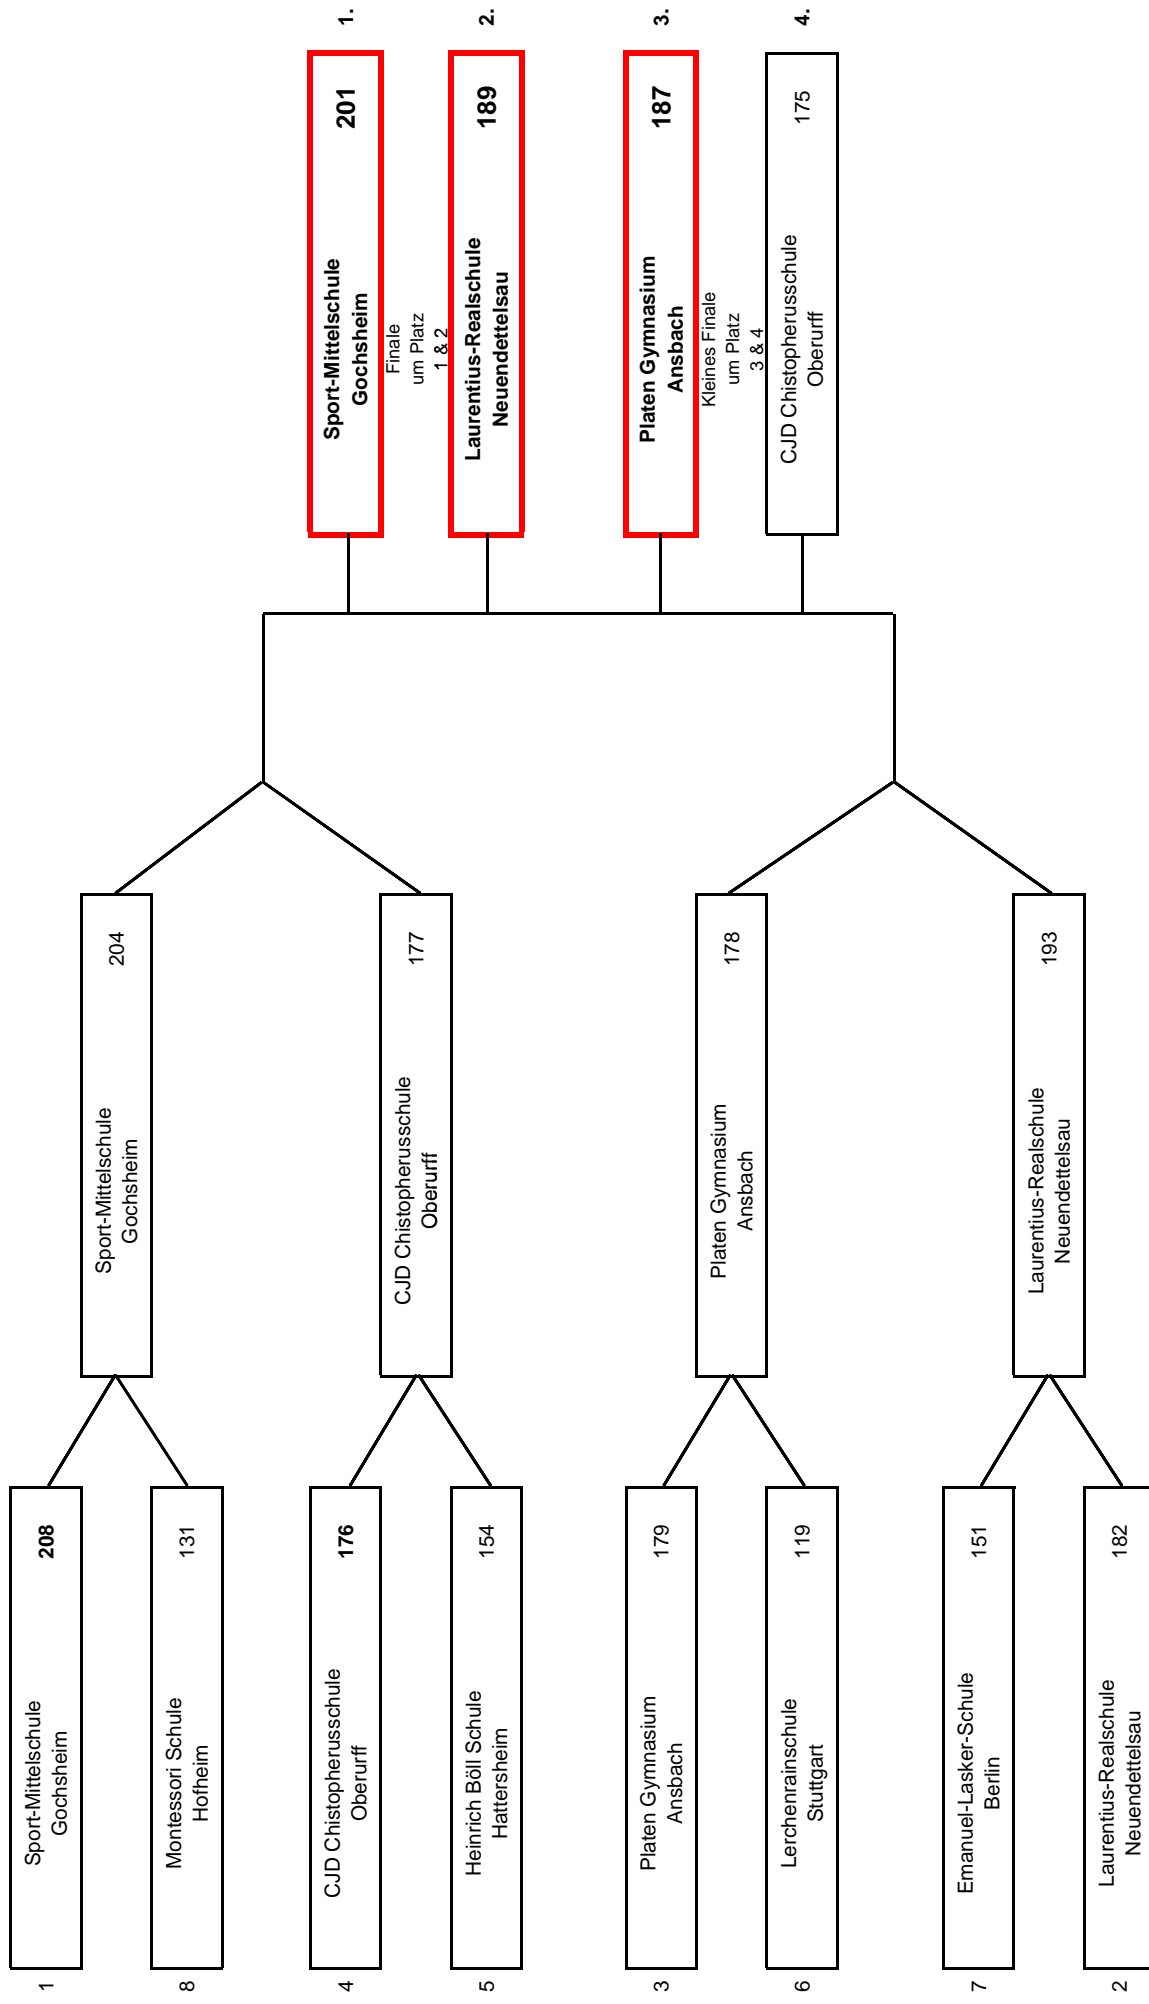 1
Sport-Mittelschule
Gochsheim
208
8
Montessori Schule
Hofheim
131
4
CJD Chistopherusschule
Oberurff
176
5
Heinrich Böll Schule
Hattersheim
154
3
Platen Gymnasium
Ansbach
179
6
Lerchenrainschule
Stuttgart
119
7
Emanuel-Lasker-Schule
Berlin
151
2
Laurentius-Realschule
Neuendettelsau
182
Sport-Mittelschule
Gochsheim
204
CJD Chistopherusschule
Oberurff
177
Platen Gymnasium
Ansbach
178
Laurentius-Realschule
Neuendettelsau
193
Sport-Mittelschule
Gochsheim
201
1.
Finale
um Platz
1 & 2
Laurentius-Realschule
Neuendettelsau
189
2.
Platen Gymnasium
Ansbach
187
3.
Kleines Finale
um Platz
3 & 4
CJD Chistopherusschule
Oberurff
175
4.